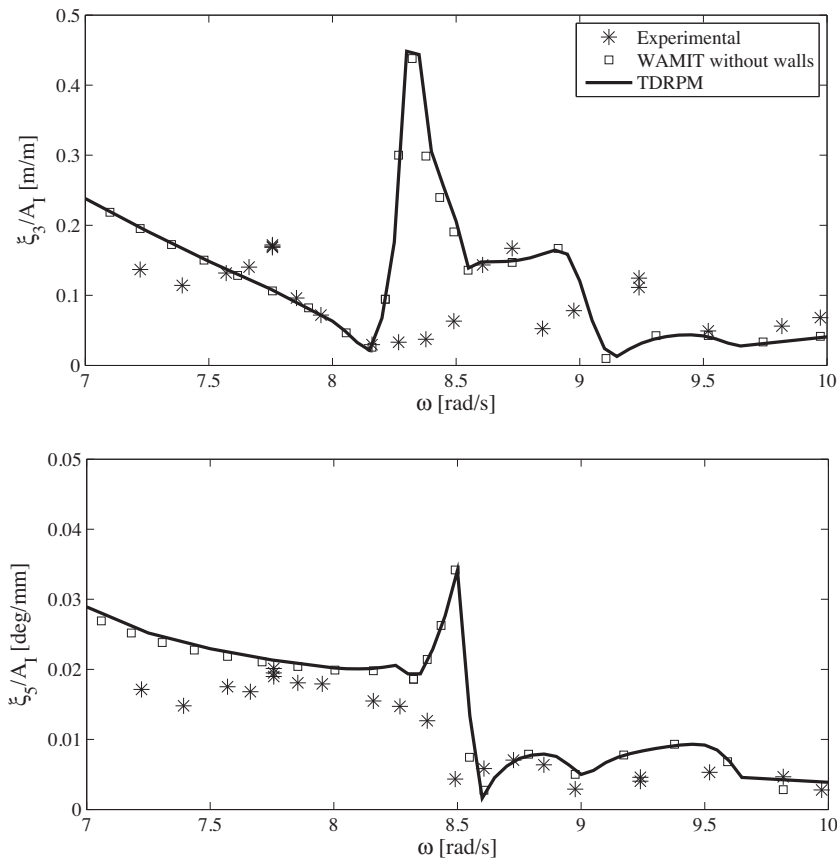 0.5
0.4
0.3
0.2
0.1
0
ξ₃/A_I [m/m]
Experimental
WAMIT without walls
TDRPM
7 7.5 8 8.5 9 9.5 10
ω [rad/s]
0.05
0.04
0.03
0.02
0.01
0
ξ₅/A_I [deg/mm]
7 7.5 8 8.5 9 9.5 10
ω [rad/s]